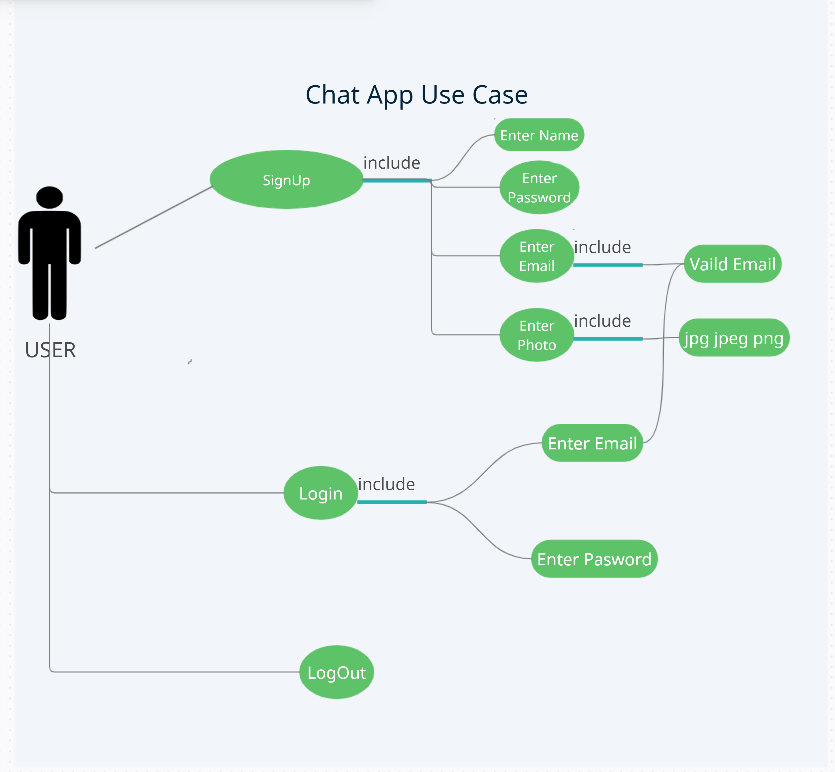 Chat App Use Case
Enter Name
include
SignUp
Enter
Password
Enter
Email
include
Vaild Email
Enter
Photo
include
jpg jpeg png
USER
Enter Email
Login
include
Enter Pasword
LogOut